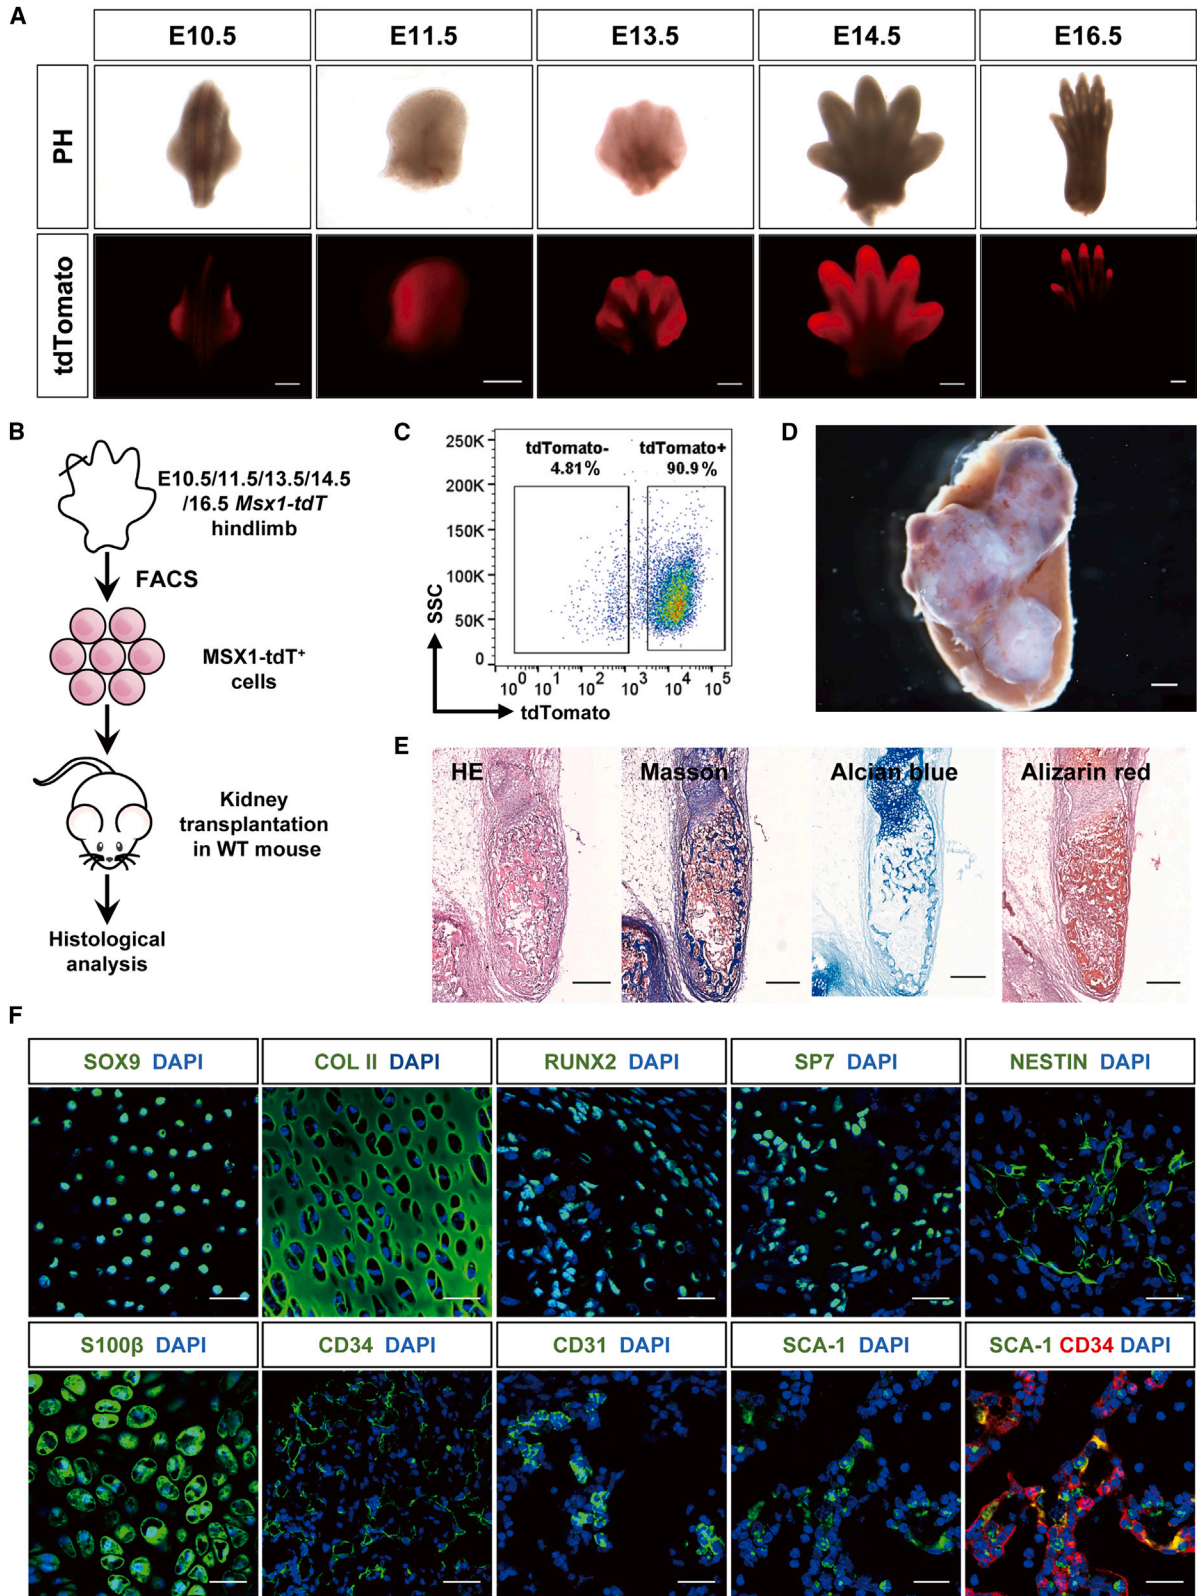 A
E10.5 E11.5 E13.5 E14.5 E16.5
PH
tdTomato
B
E10.5/11.5/13.5/14.5
/16.5 Msx1-tdT
hindlimb
FACS
MSX1-tdT+
cells
Kidney
transplantation
in WT mouse
Histological
analysis
C
250K
200K
150K
100K
50K
0
SSC
tdTomato-
4.81%
tdTomato+
90.9 %
10^0 10^1 10^2 10^3 10^4 10^5
tdTomato
D
E
HE
Masson
Alcian blue
Alizarin red
F
SOX9 DAPI
COL II DAPI
RUNX2 DAPI
SP7 DAPI
NESTIN DAPI
S100β DAPI
CD34 DAPI
CD31 DAPI
SCA-1 DAPI
SCA-1 CD34 DAPI